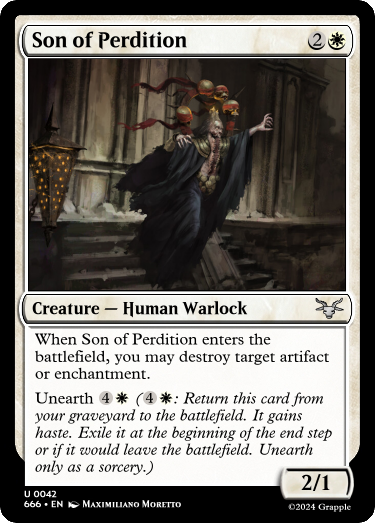 Son of Perdition 2
Creature — Human Warlock
When Son of Perdition enters the
battlefield, you may destroy target artifact
or enchantment.
Unearth 4 (4: Return this card from
your graveyard to the battlefield. It gains
haste. Exile it at the beginning of the end step
or if it would leave the battlefield. Unearth
only as a sorcery.)
2/1
U 0042
666 • EN Maximiliano Moretto
©2024 Grapple